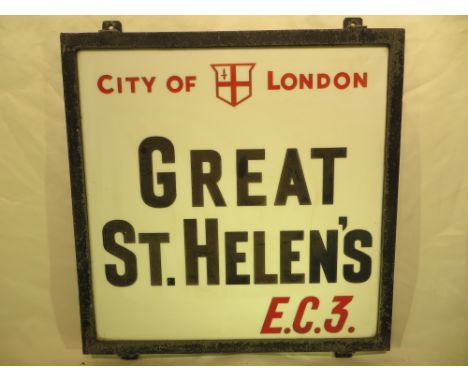 CITY OF LONDON
GREAT
ST. HELEN'S
E.C.3.